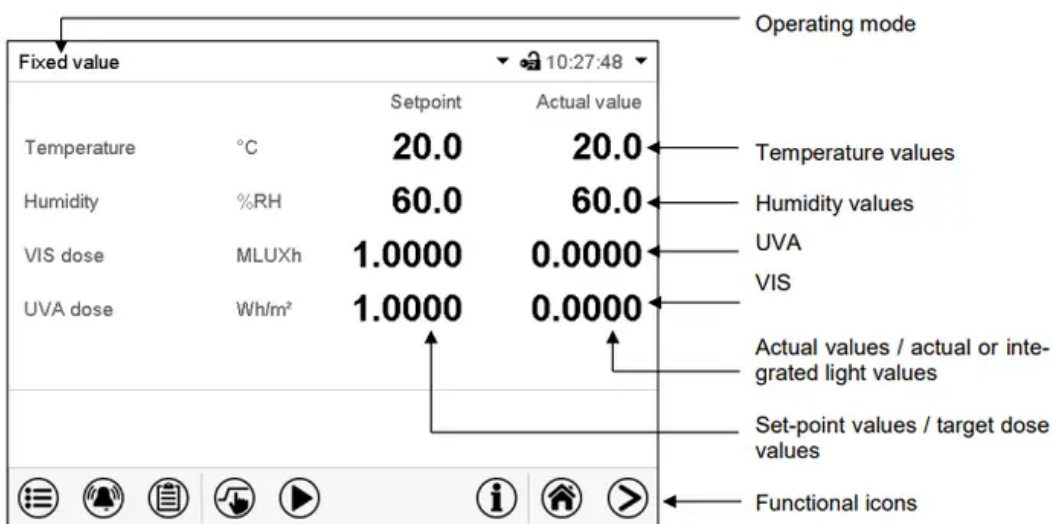 Operating mode
Fixed value 10:27:48
Setpoint Actual value
Temperature °C 20.0 20.0 Temperature values
Humidity %RH 60.0 60.0 Humidity values
VIS dose MLUXh 1.0000 0.0000 UVA
UVA dose Wh/m² 1.0000 0.0000 VIS
Actual values / actual or inte-
grated light values
Set-point values / target dose
values
Functional icons